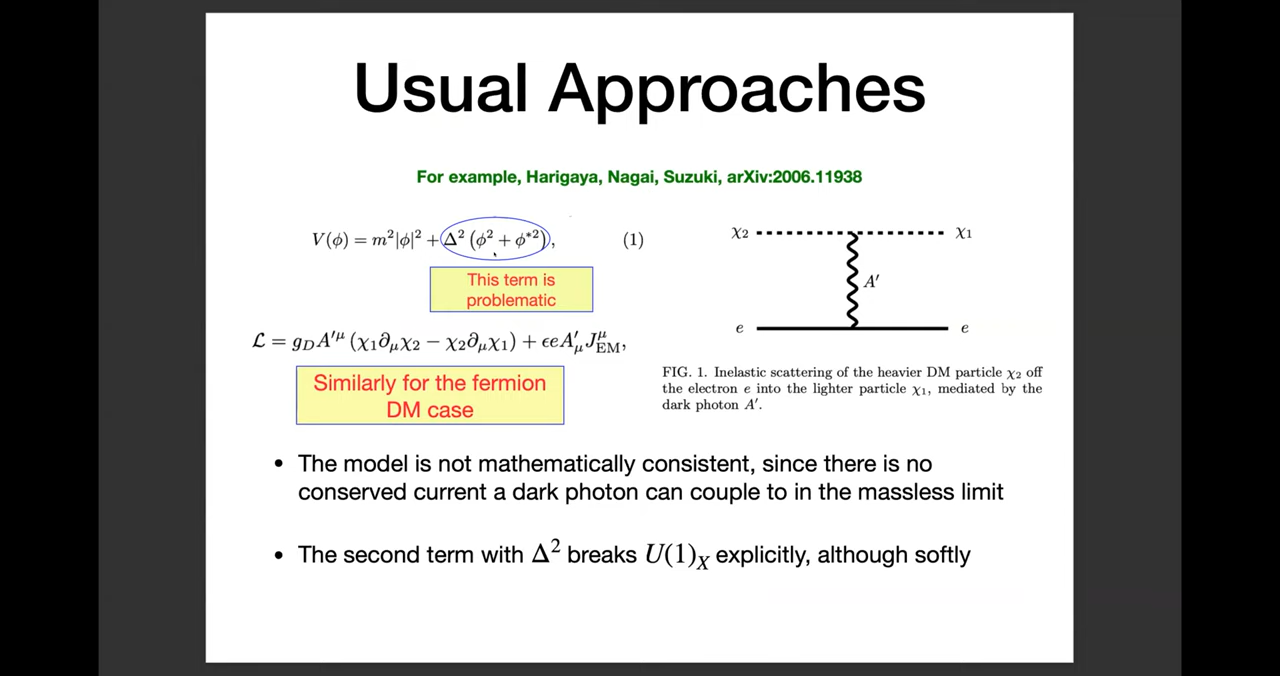 Usual Approaches
For example, Harigaya, Nagai, Suzuki, arXiv:2006.11938
V(ϕ) = m²|ϕ|² + Δ² (ϕ² + ϕ*²), (1)
This term is
problematic
ℒ = g_D A′^μ (χ₁∂_μχ₂ − χ₂∂_μχ₁) + ϵeA′_μ J^μ_EM,
Similarly for the fermion
DM case
χ₂ χ₁
A′
e e
FIG. 1. Inelastic scattering of the heavier DM particle χ₂ off
the electron e into the lighter particle χ₁, mediated by the
dark photon A′.
• The model is not mathematically consistent, since there is no
conserved current a dark photon can couple to in the massless limit
• The second term with Δ² breaks U(1)_X explicitly, although softly